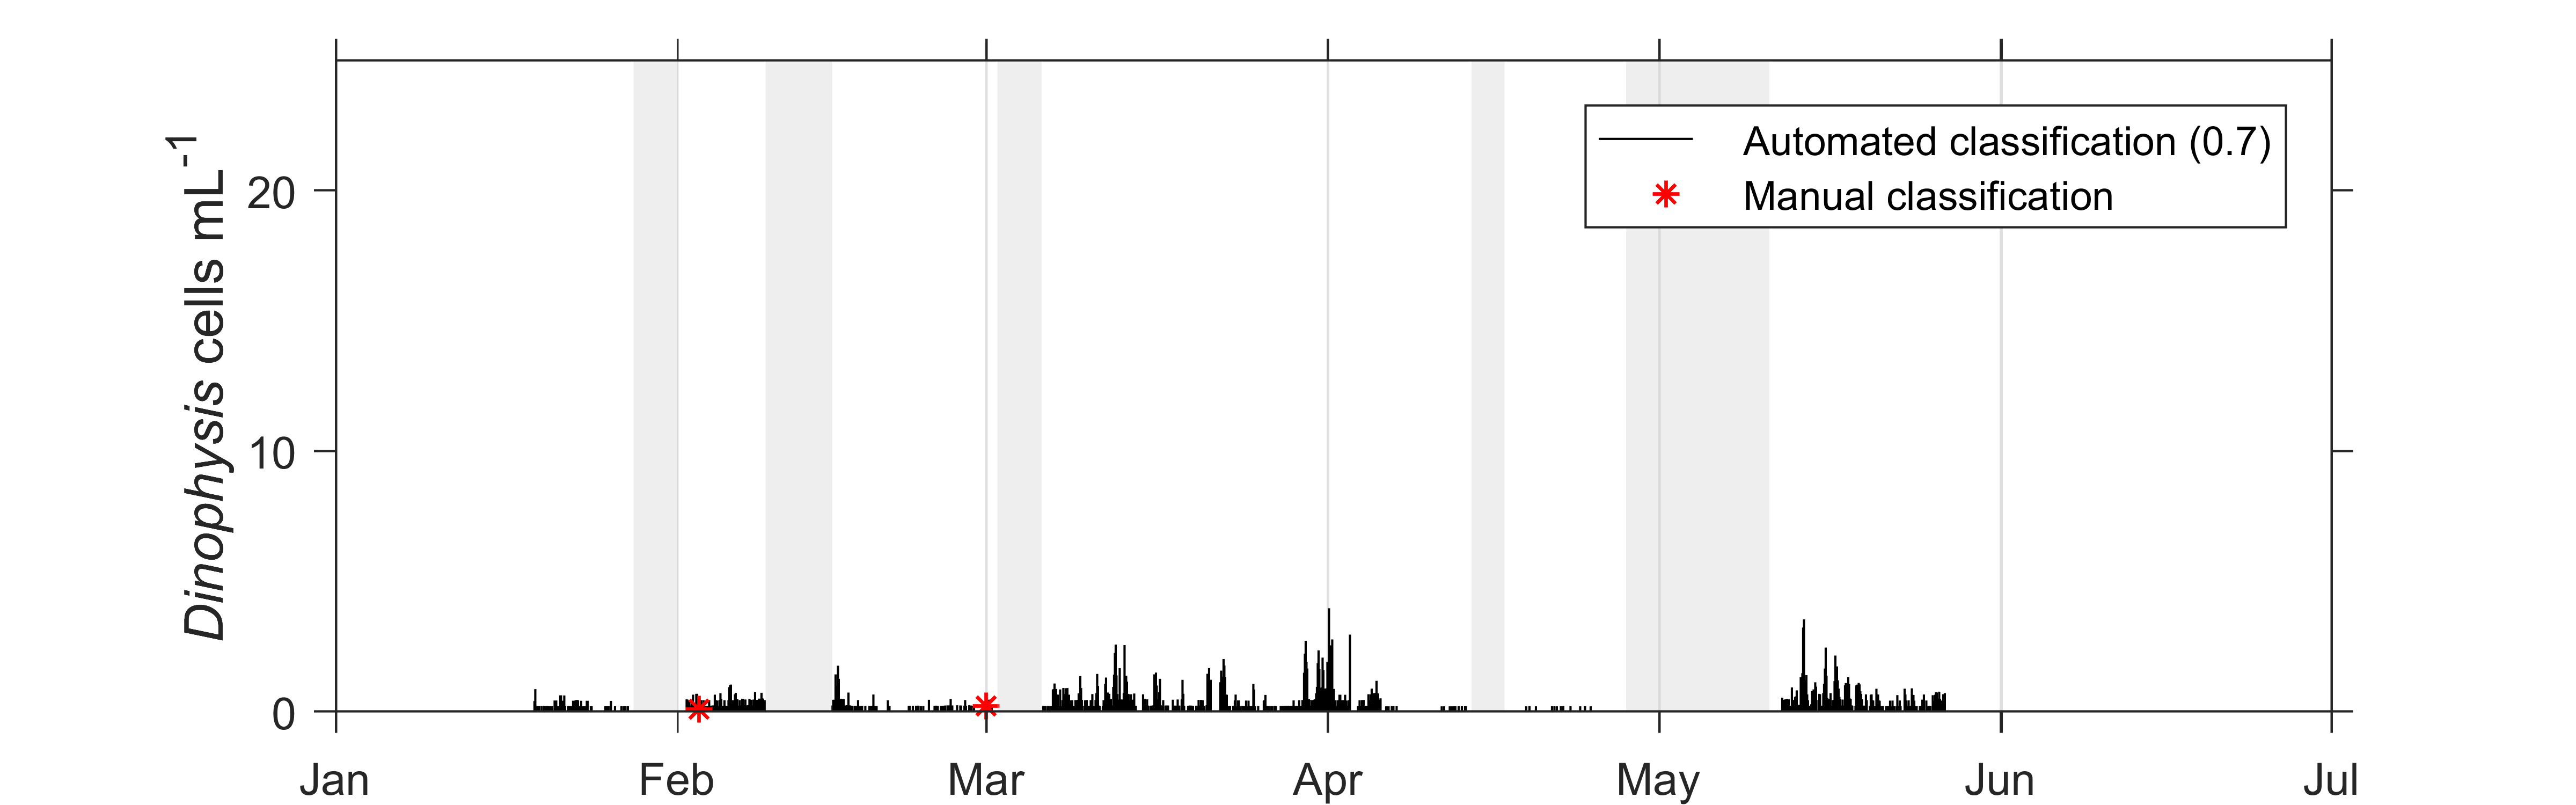 Dinophysis cells mL-1
20
10
0
Automated classification (0.7)
Manual classification
Jan Feb Mar Apr May Jun Jul